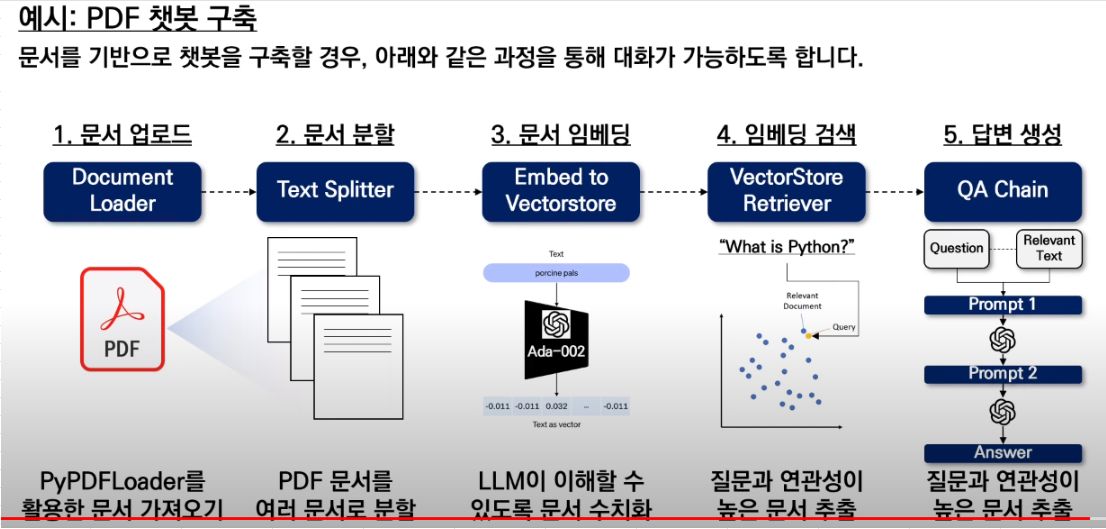 예시: PDF 챗봇 구축
문서를 기반으로 챗봇을 구축할 경우, 아래와 같은 과정을 통해 대화가 가능하도록 합니다.
1. 문서 업로드
Document
Loader
PDF
PyPDFLoader를
활용한 문서 가져오기
2. 문서 분할
Text Splitter
PDF 문서를
여러 문서로 분할
3. 문서 임베딩
Embed to
Vectorstore
Text
porcine pals
Ada-002
-0.011 -0.011 0.032 ... -0.011
Text as vector
LLM이 이해할 수
있도록 문서 수치화
4. 임베딩 검색
VectorStore
Retriever
“What is Python?”
Relevant
Document
Query
질문과 연관성이
높은 문서 추출
5. 답변 생성
QA Chain
Question
Relevant
Text
Prompt 1
Prompt 2
Answer
질문과 연관성이
높은 문서 추출